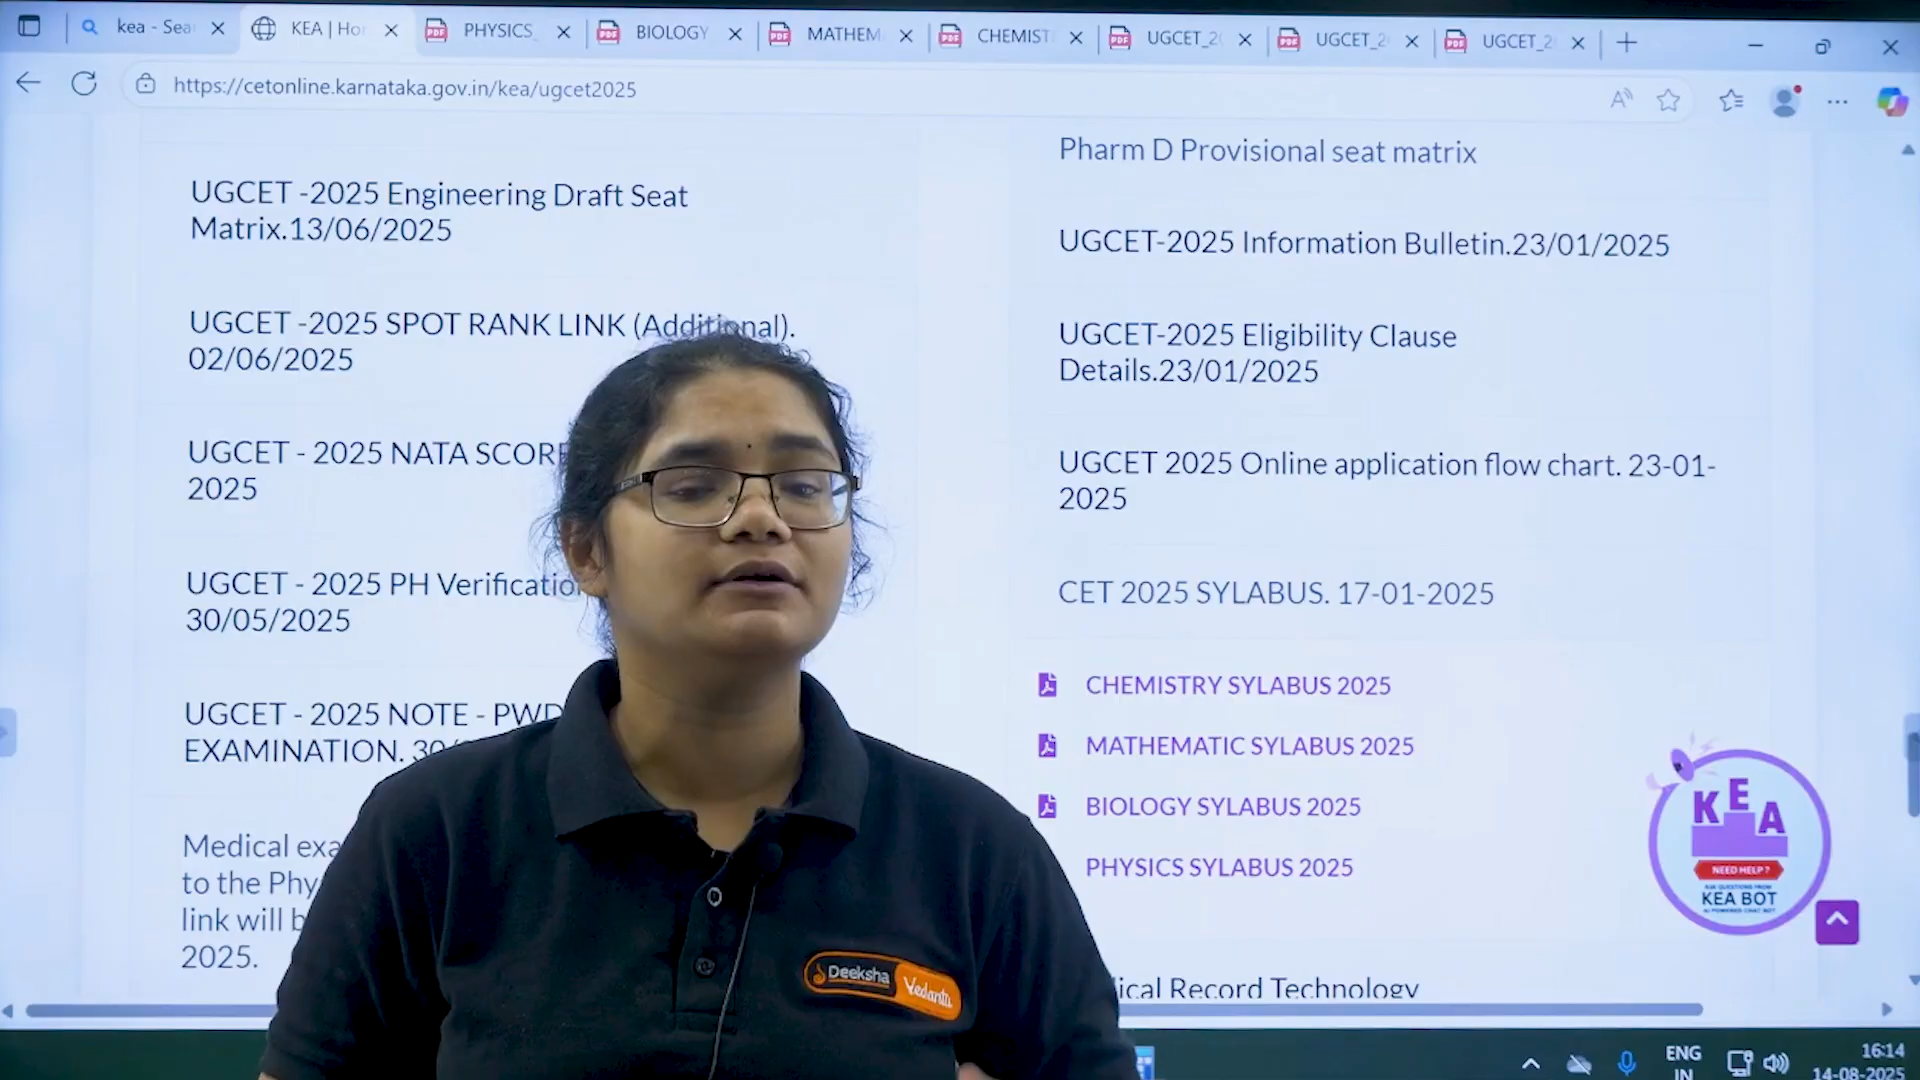 kea - Sea
KEA | Ho
PHYSICS_
BIOLOGY
MATHEM
CHEMIST
UGCET_2
UGCET_2
UGCET_2
https://cetonline.karnataka.gov.in/kea/ugcet2025
UGCET -2025 Engineering Draft Seat
Matrix.13/06/2025
UGCET -2025 SPOT RANK LINK (Additional).
02/06/2025
UGCET - 2025 NATA SCORE
2025
UGCET - 2025 PH Verificatio
30/05/2025
UGCET - 2025 NOTE - PWD
EXAMINATION. 30/
Medical exa
to the Phy
link will b
2025.
Pharm D Provisional seat matrix
UGCET-2025 Information Bulletin.23/01/2025
UGCET-2025 Eligibility Clause
Details.23/01/2025
UGCET 2025 Online application flow chart. 23-01-
2025
CET 2025 SYLABUS. 17-01-2025
CHEMISTRY SYLABUS 2025
MATHEMATIC SYLABUS 2025
BIOLOGY SYLABUS 2025
PHYSICS SYLABUS 2025
ical Record Technology
KEA
NEED HELP ?
KEA BOT
Deeksha
Vedantu
ENG
IN
16:14
14-08-2025